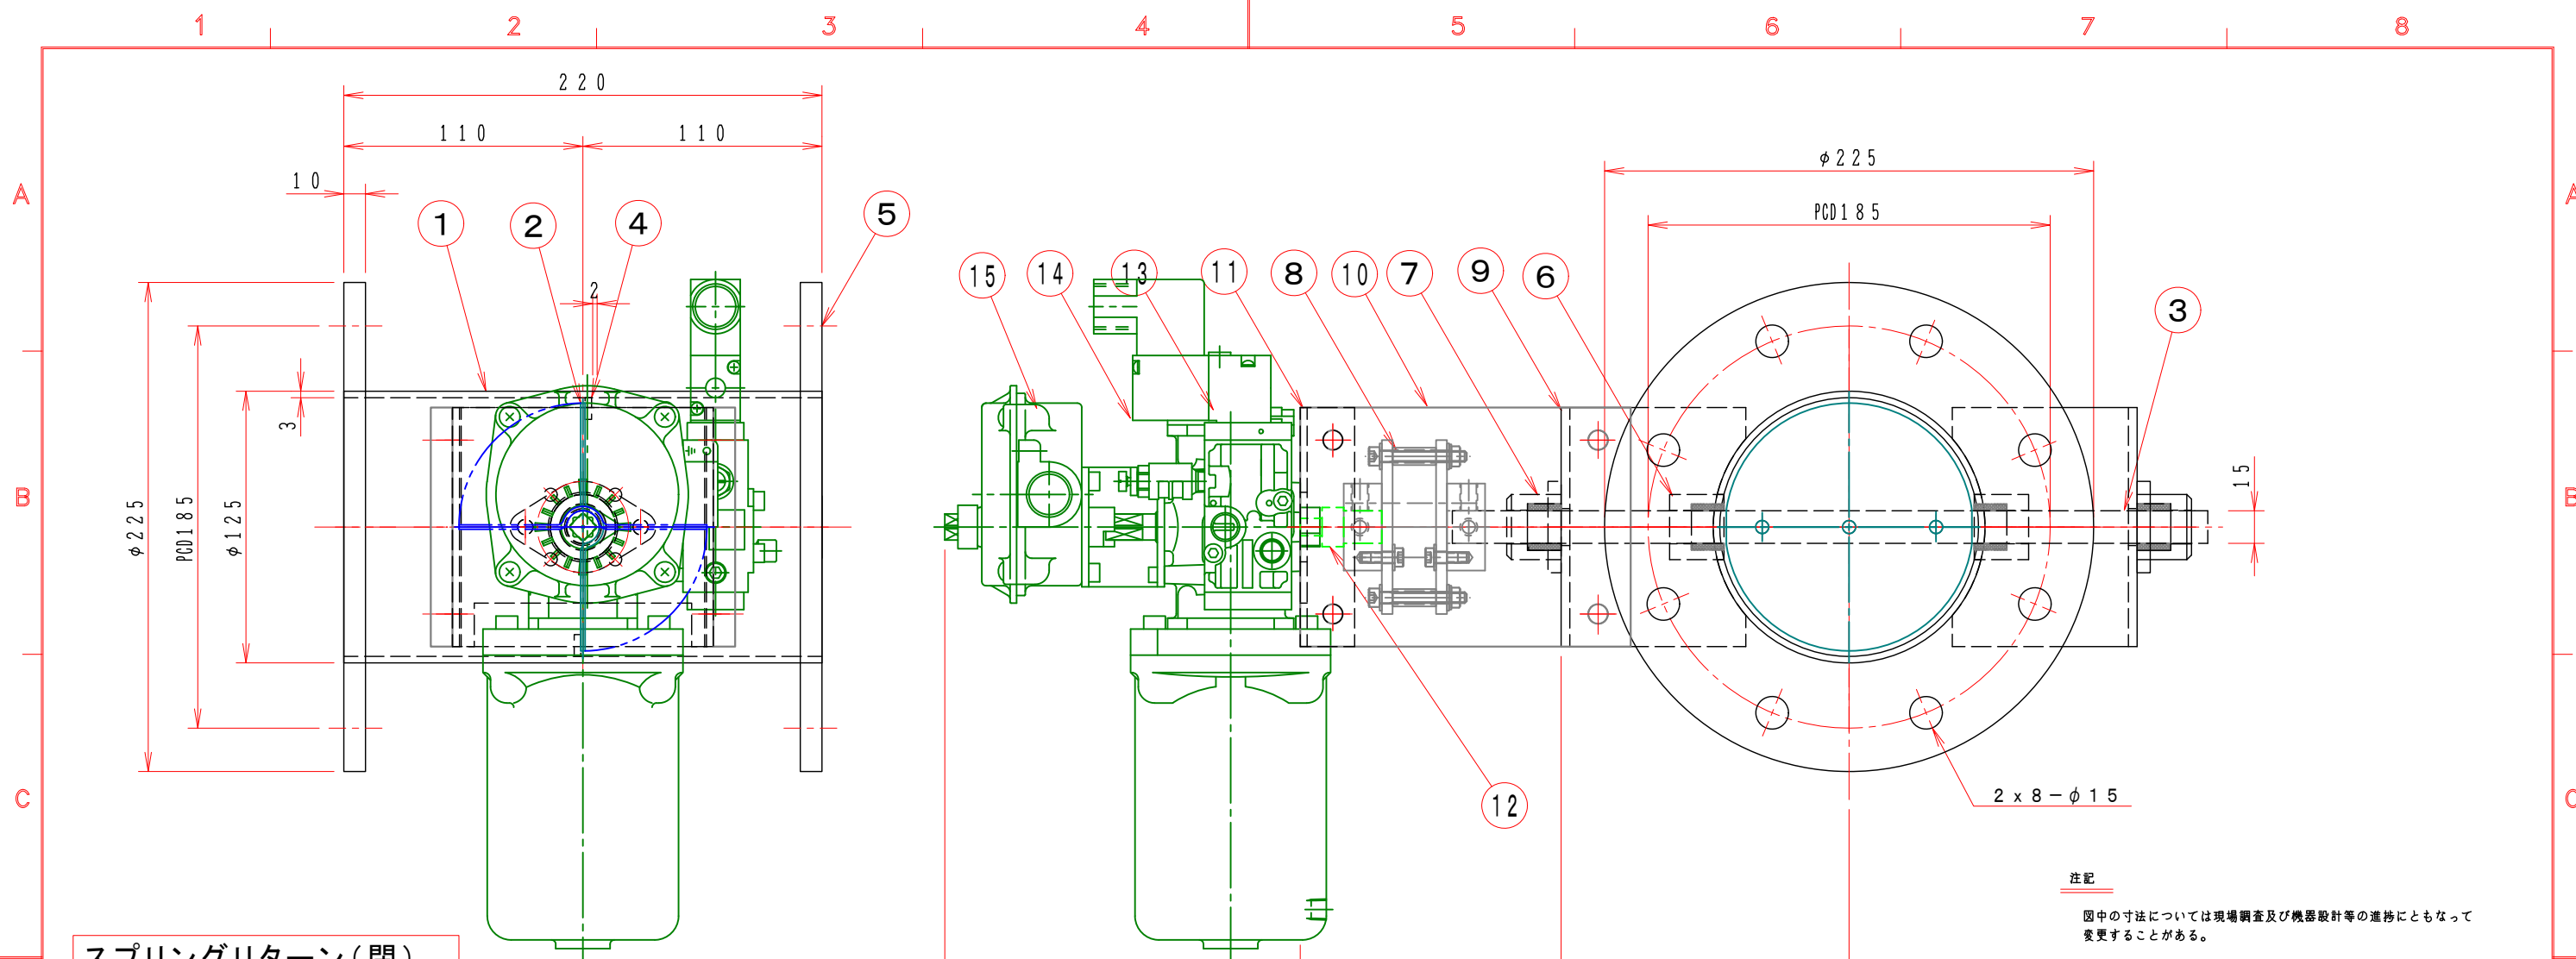 1 2 3 4 5 6 7 8
220
110 110
φ225
10
A
PCD185
1 2 4 5
15 14 13 11 8 10 7 9 6
2
3
3
B
15
φ225
PCD185
φ125
C
12
2x8-φ15
注記
図中の寸法については現場調査及び機器設計等の進捗にともなって
変更することがある。
スプリングリターン(閉)